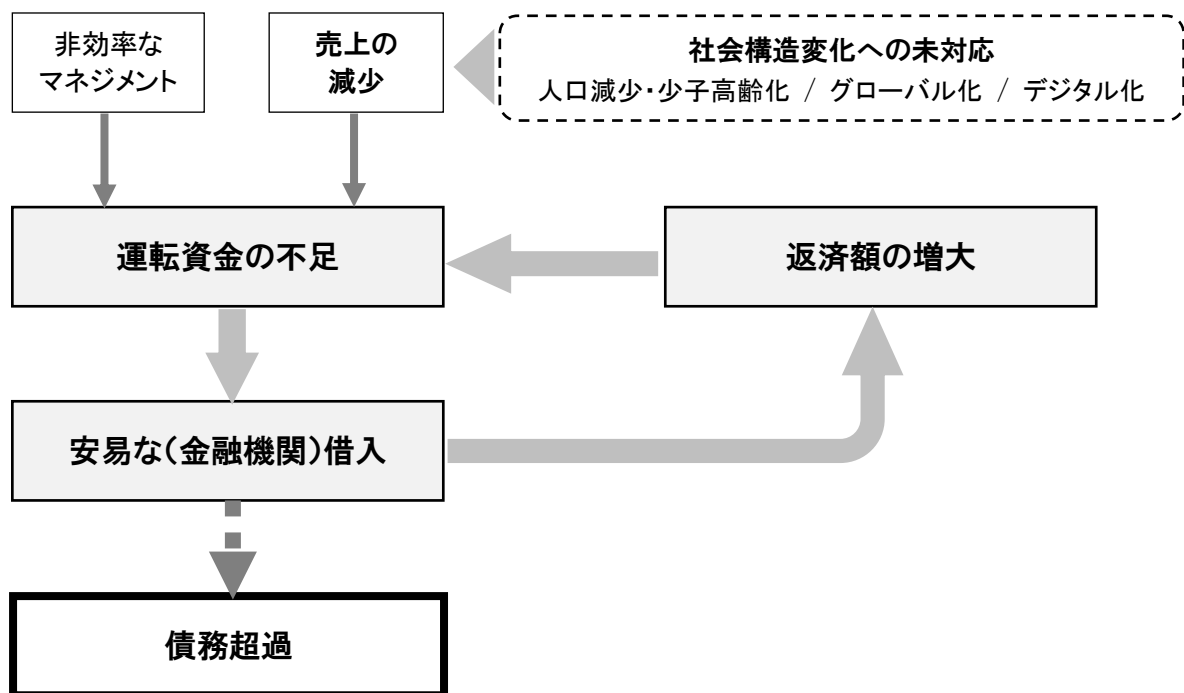 非効率な
マネジメント
売上の
減少
社会構造変化への未対応
人口減少・少子高齢化 / グローバル化 / デジタル化
運転資金の不足
返済額の増大
安易な(金融機関)借入
債務超過